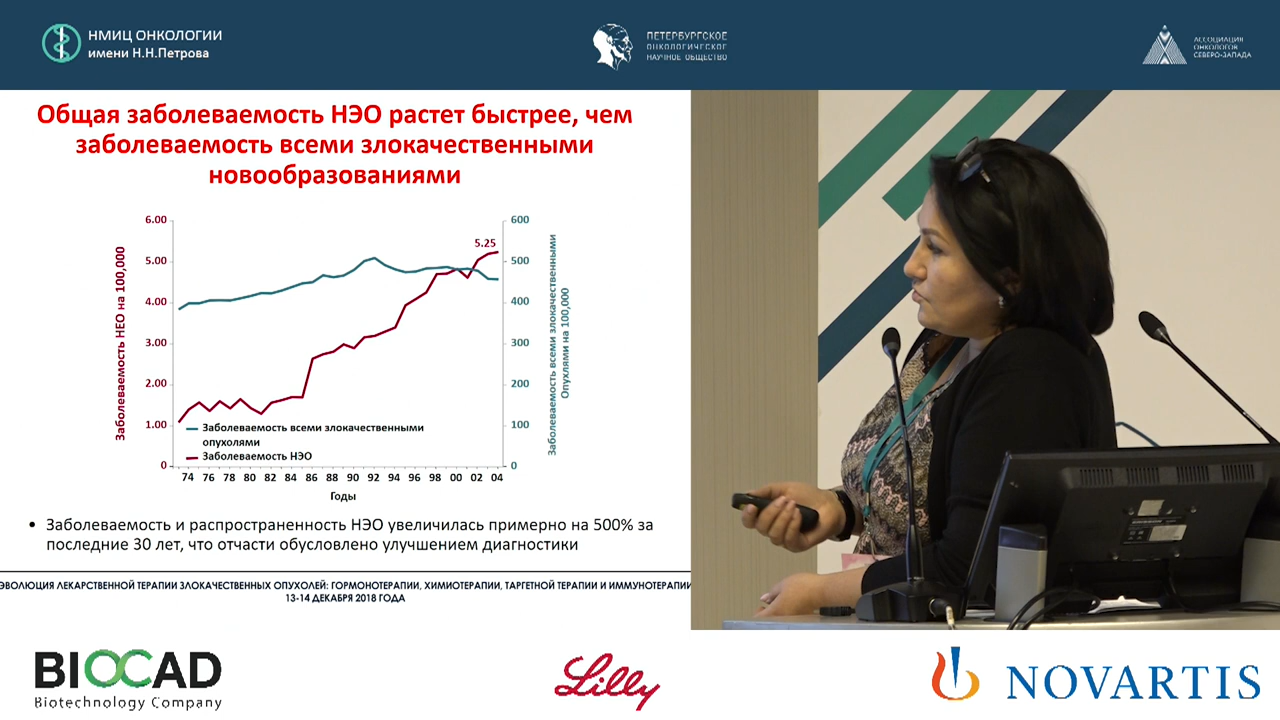 НМИЦ ОНКОЛОГИИ
имени Н.Н.Петрова
ПЕТЕРБУРГСКОЕ
ОНКОЛОГИЧЕСКОЕ
НАУЧНОЕ ОБЩЕСТВО
АССОЦИАЦИЯ
ОНКОЛОГОВ
СЕВЕРО-ЗАПАДА
Общая заболеваемость НЭО растет быстрее, чем
заболеваемость всеми злокачественными
новообразованиями
Заболеваемость НЕО на 100,000
6.00
5.00
4.00
3.00
2.00
1.00
0
5.25
600
500
400
300
200
100
0
Заболеваемость всеми злокачественными
Опухлями на 100,000
Заболеваемость всеми злокачественными
опухолями
Заболеваемость НЭО
74 76 78 80 82 84 86 88 90 92 94 96 98 00 02 04
Годы
• Заболеваемость и распространенность НЭО увеличилась примерно на 500% за
последние 30 лет, что отчасти обусловлено улучшением диагностики
ЭВОЛЮЦИЯ ЛЕКАРСТВЕННОЙ ТЕРАПИИ ЗЛОКАЧЕСТВЕННЫХ ОПУХОЛЕЙ: ГОРМОНОТЕРАПИИ, ХИМИОТЕРАПИИ, ТАРГЕТНОЙ ТЕРАПИИ И ИММУНОТЕРАПИИ
13-14 ДЕКАБРЯ 2018 ГОДА
BIOCAD
Biotechnology Company
Lilly
NOVARTIS